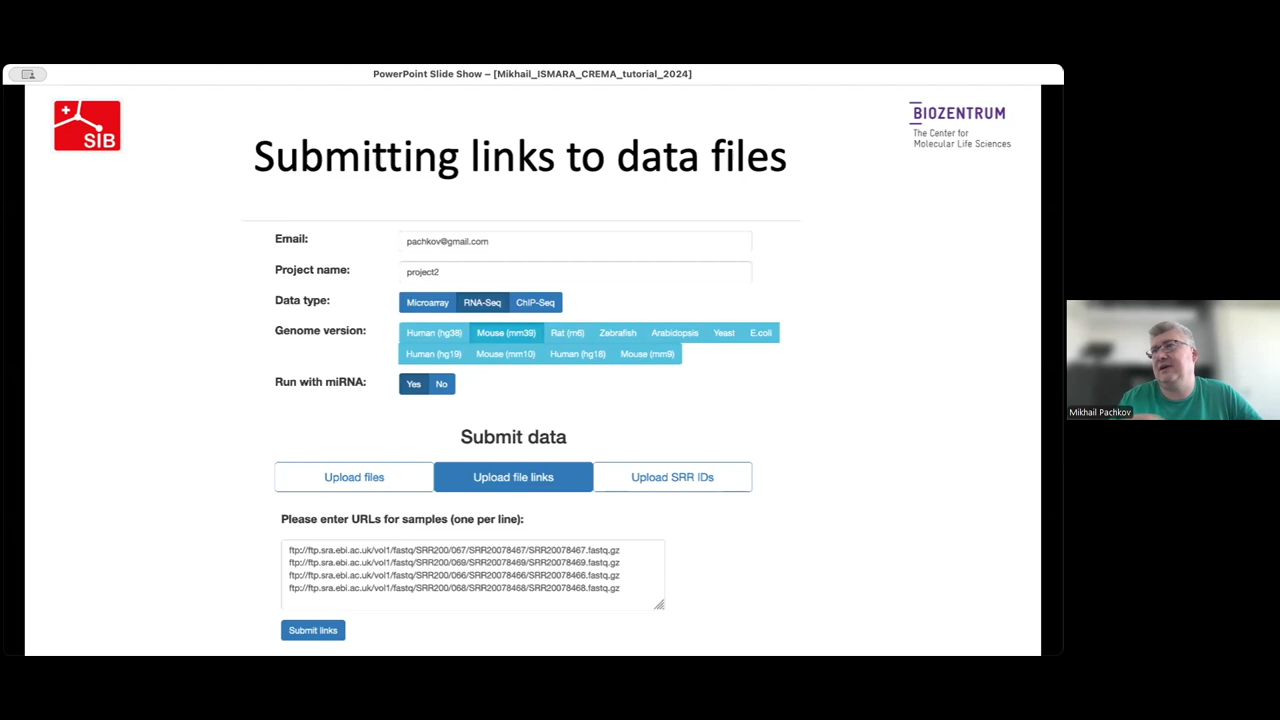 PowerPoint Slide Show – [Mikhail_ISMARA_CREMA_tutorial_2024]
SIB
BIOZENTRUM
The Center for
Molecular Life Sciences
Submitting links to data files
Email:
pachkov@gmail.com
Project name:
project2
Data type:
Microarray RNA-Seq ChIP-Seq
Genome version:
Human (hg38) Mouse (mm39) Rat (rn6) Zebrafish Arabidopsis Yeast E.coli
Human (hg19) Mouse (mm10) Human (hg18) Mouse (mm9)
Run with miRNA:
Yes No
Submit data
Upload files Upload file links Upload SRR IDs
Please enter URLs for samples (one per line):
ftp://ftp.sra.ebi.ac.uk/vol1/fastq/SRR200/067/SRR20078467/SRR20078467.fastq.gz
ftp://ftp.sra.ebi.ac.uk/vol1/fastq/SRR200/069/SRR20078469/SRR20078469.fastq.gz
ftp://ftp.sra.ebi.ac.uk/vol1/fastq/SRR200/066/SRR20078466/SRR20078466.fastq.gz
ftp://ftp.sra.ebi.ac.uk/vol1/fastq/SRR200/068/SRR20078468/SRR20078468.fastq.gz
Submit links
Mikhail Pachkov